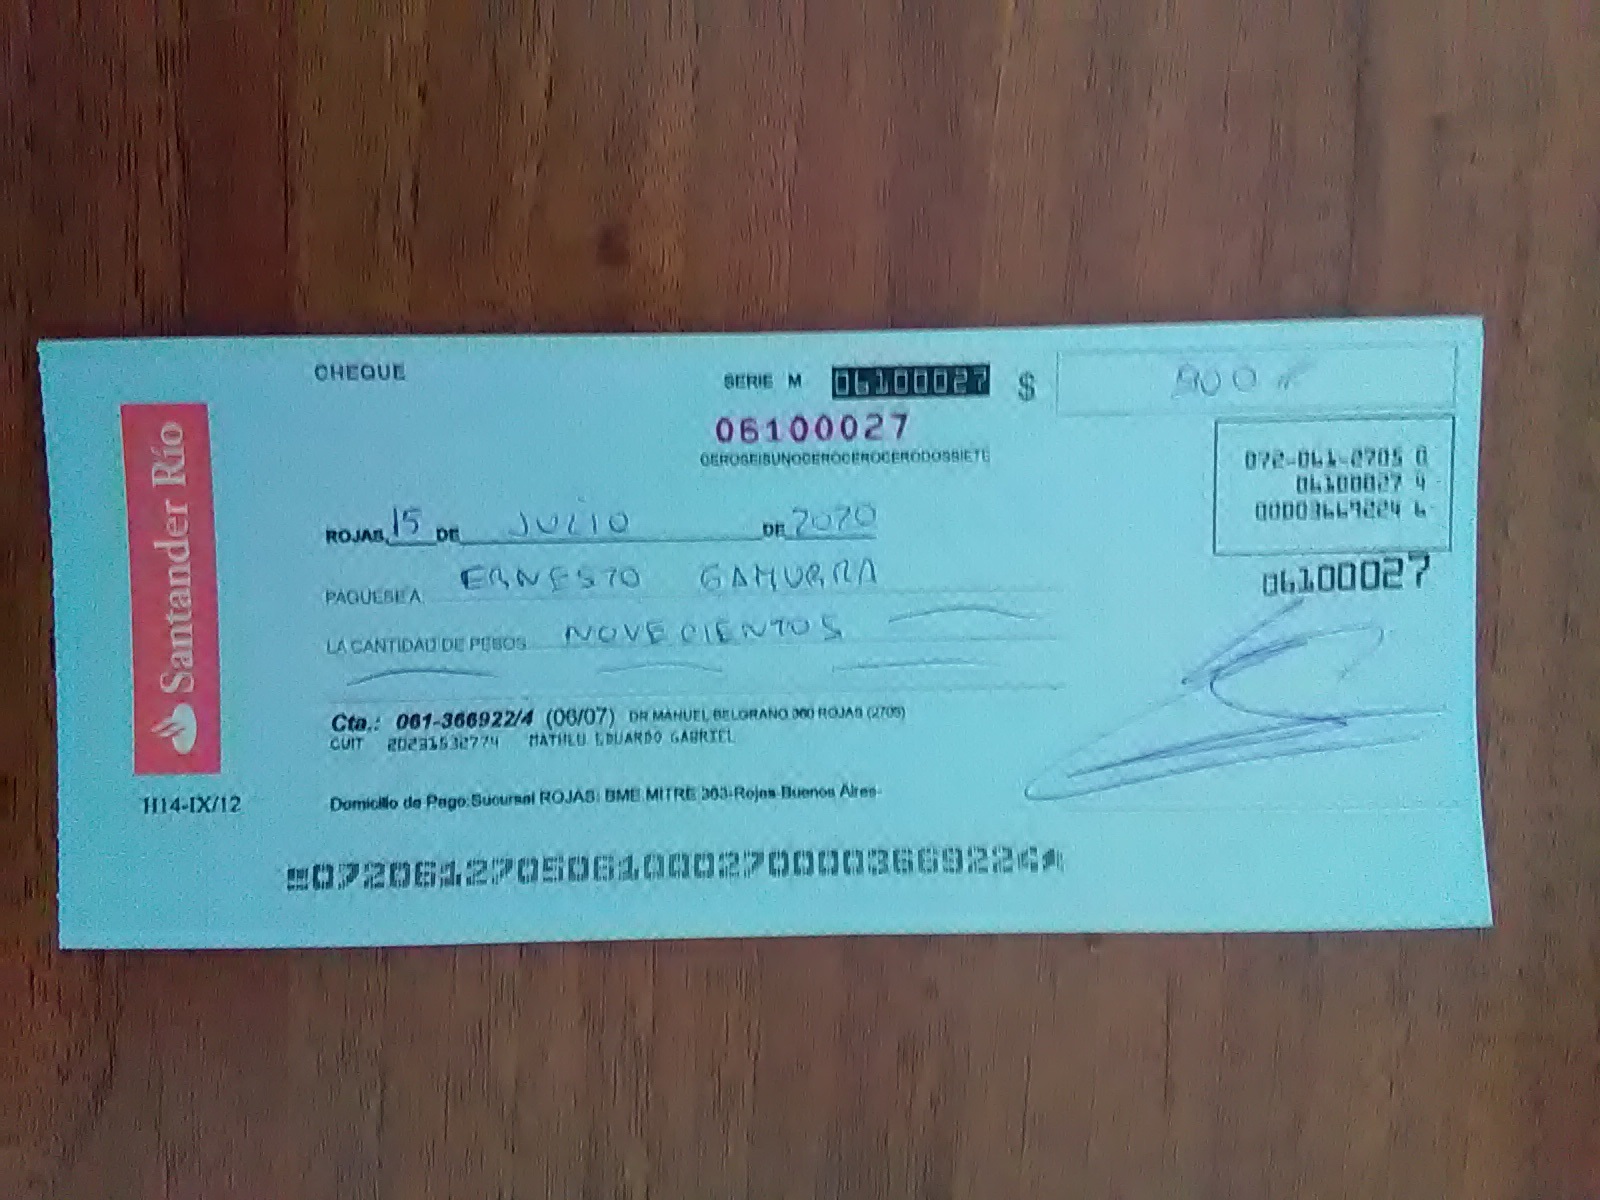 CHEQUE
SERIE M 06100027 $ 900
06100027
CEROSEISUNOCEROCEROCERODOSSIETE
072-061-2705 0
06100027 4
00003669224 6
06100027
Santander Río
ROJAS, 15 DE JULIO DE 2020
PAGUESE A ERNESTO GAMURRA
LA CANTIDAD DE PESOS NOVECIENTOS
Cta.: 061-366922/4 (06/07) DR MANUEL BELGRANO 360 ROJAS (2705)
CUIT 20231532774 EDUARDO GABRIEL
H14-IX/12
Domicilio de Pago: Sucursal ROJAS: BME MITRE 363-Rojas-Buenos Aires-
07206127050610002700003669224